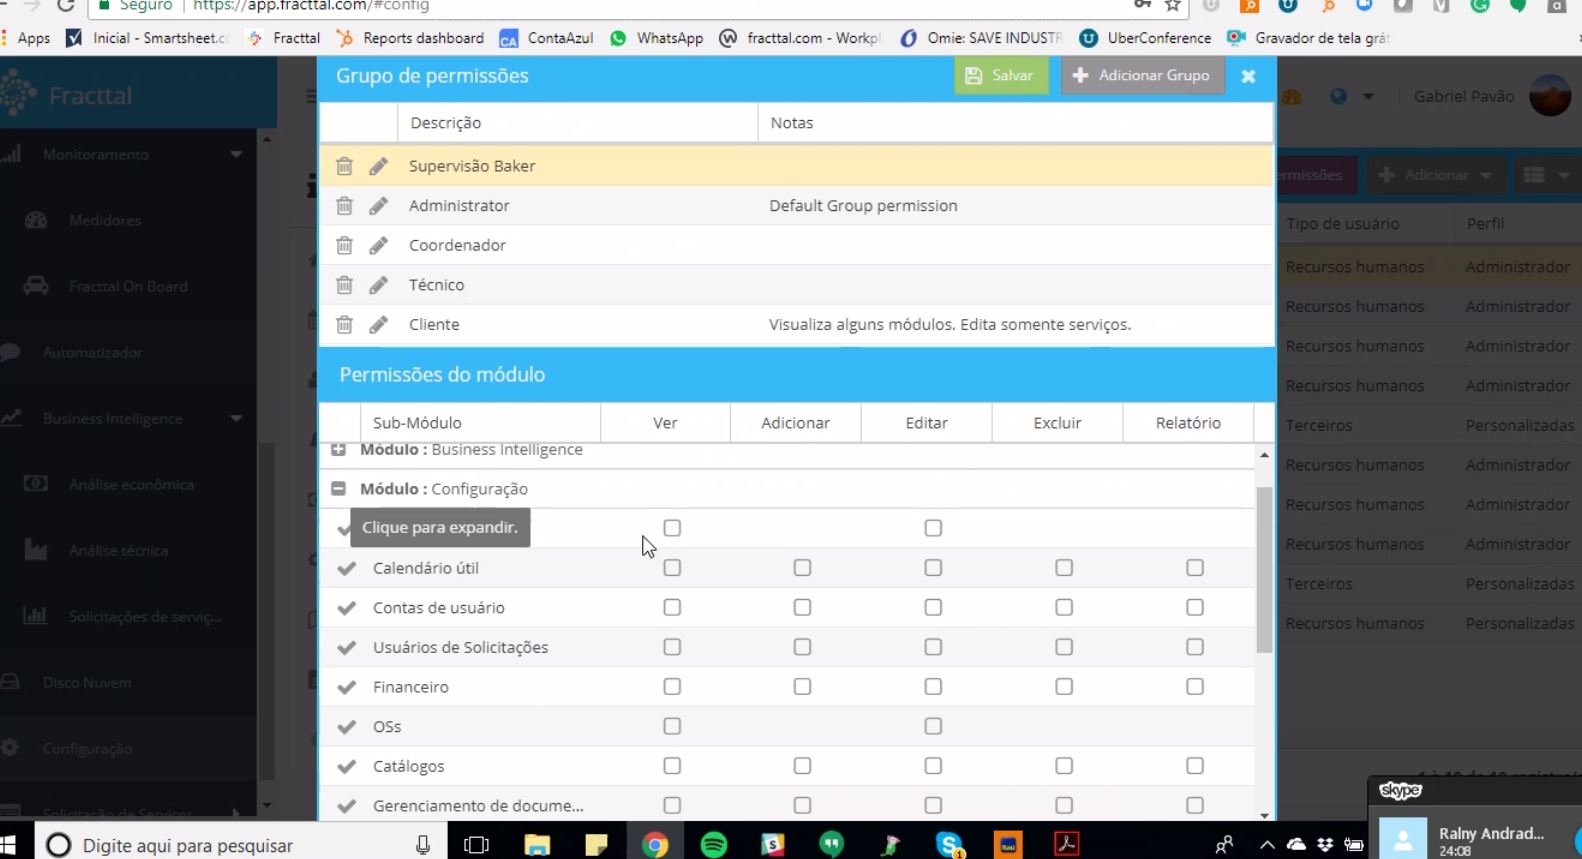 Seguro https://app.fracttal.com/#config
Apps Inicial - Smartsheet.c Fracttal Reports dashboard CA ContaAzul WhatsApp fracttal.com - Workpl Omie: SAVE INDUSTR UberConference Gravador de tela grát
Fracttal
Grupo de permissões Salvar Adicionar Grupo
Gabriel Pavão
Descrição Notas
Monitoramento
Supervisão Baker
ermissões Adicionar
Administrator Default Group permission
Medidores
Tipo de usuário Perfil
Coordenador
Recursos humanos Administrador
Técnico
Fracttal On Board
Recursos humanos Administrador
Cliente Visualiza alguns módulos. Edita somente serviços.
Automatizador
Recursos humanos Administrador
Permissões do módulo
Recursos humanos Administrador
Business Intelligence
Sub-Módulo Ver Adicionar Editar Excluir Relatório
Terceiros Personalizadas
Módulo : Business Intelligence
Recursos humanos Administrador
Análise econômica
Módulo : Configuração
Recursos humanos Administrador
Clique para expandir.
Análise técnica
Recursos humanos Administrador
Calendário útil
Terceiros Personalizadas
Contas de usuário
Solicitações de serviç...
Recursos humanos Personalizadas
Usuários de Solicitações
Disco Nuvem
Financeiro
OSs
Configuração
Catálogos
Gerenciamento de docume...
Solicitação de Serviços
skype
Digite aqui para pesquisar
Ralny Andrad...
24:08